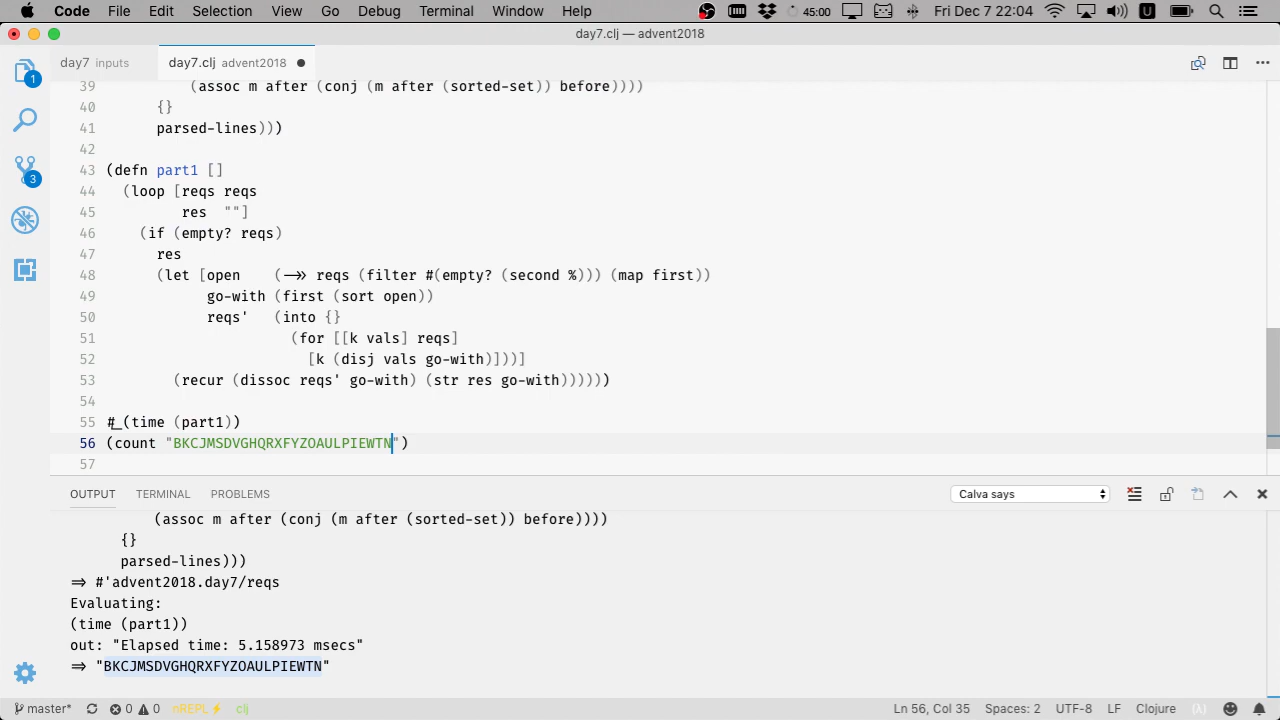 Code File Edit Selection View Go Debug Terminal Window Help 45:00 Fri Dec 7 22:04
day7.clj — advent2018
day7 inputs day7.clj advent2018
39 (assoc m after (conj (m after (sorted-set)) before))))
40 {}
41 parsed-lines)))
42
43 (defn part1 []
44 (loop [reqs reqs
45 res ""]
46 (if (empty? reqs)
47 res
48 (let [open (->> reqs (filter #(empty? (second %))) (map first))
49 go-with (first (sort open))
50 reqs' (into {}
51 (for [[k vals] reqs]
52 [k (disj vals go-with)]))]
53 (recur (dissoc reqs' go-with) (str res go-with))))))
54
55 #_(time (part1))
56 (count "BKCJMSDVGHQRXFYZOAULPIEWTN")
57
OUTPUT TERMINAL PROBLEMS Calva says
(assoc m after (conj (m after (sorted-set)) before))))
{}
parsed-lines)))
=> #'advent2018.day7/reqs
Evaluating:
(time (part1))
out: "Elapsed time: 5.158973 msecs"
=> "BKCJMSDVGHQRXFYZOAULPIEWTN"
master* 0 0 nREPL⚡ clj Ln 56, Col 35 Spaces: 2 UTF-8 LF Clojure (λ)
1
3